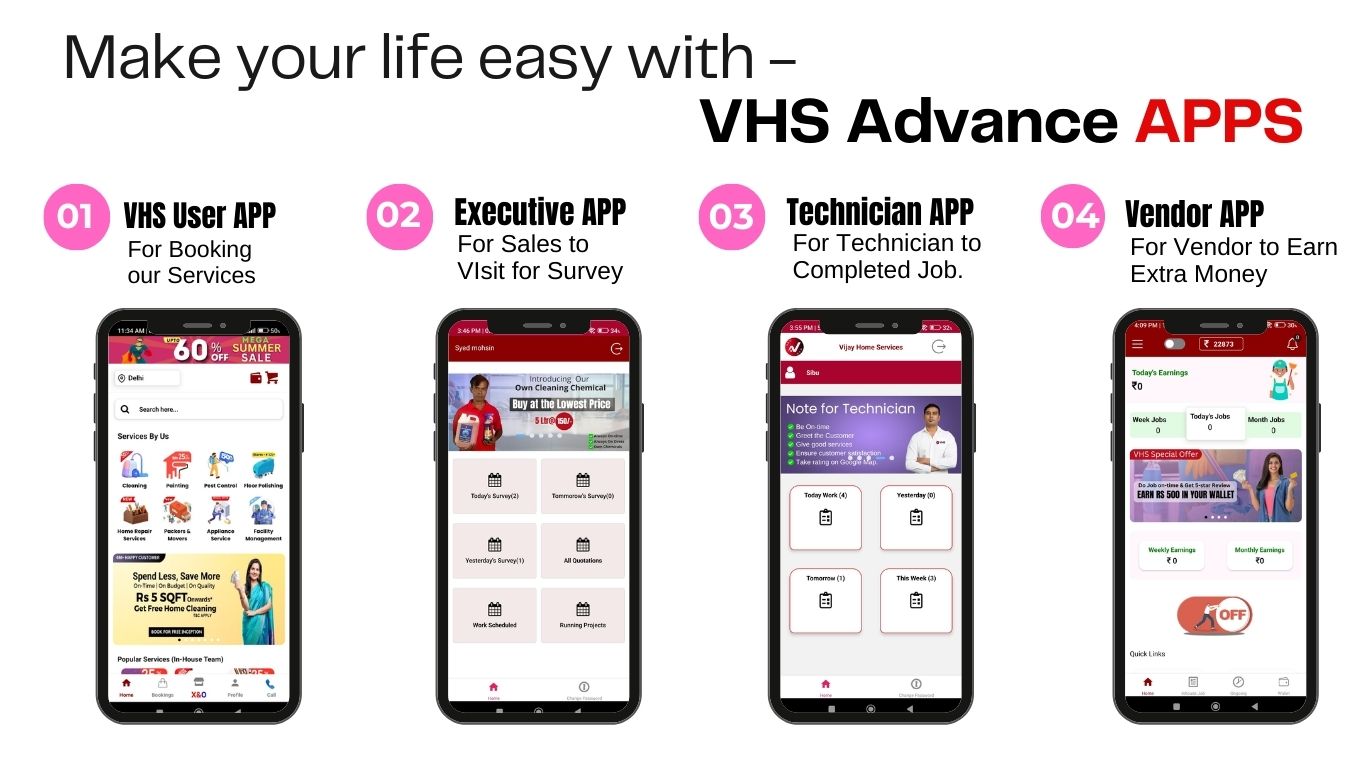 Make your life easy with –
VHS Advance APPS
01
VHS User APP
For Booking
our Services
02
Executive APP
For Sales to
VIsit for Survey
03
Technician APP
For Technician to
Completed Job.
04
Vendor APP
For Vendor to Earn
Extra Money
11:34 AM
50
UPTO
60% OFF
MEGA
SUMMER
SALE
Delhi
Search here...
Services By Us
Cleaning
Painting
Pest Control
Floor Polishing
Home Repair
Services
Packers &
Movers
Appliance
Service
Facility
Management
HAPPY CUSTOMER
Spend Less, Save More
On-Time | On Budget | On Quality
Rs 5 SQFT Onwards*
Get Free Home Cleaning
T&C APPLY
BOOK FOR FREE INCEPTION
Popular Services (In-House Team)
Home
Bookings
X&O
Profile
Call
3:46 PM
34
Syed mohsin
Introducing Our
Own Cleaning Chemical
Buy at the Lowest Price
5 Ltr@ 150/-
Today's Survey(2)
Tommorow's Survey(0)
Yesterday's Survey(1)
All Quotations
Work Scheduled
Running Projects
Home
Change Password
3:55 PM
32
Vijay Home Services
Sibu
Note for Technician
Be On-time
Greet the Customer
Give good services
Ensure customer satisfaction
Take rating on Google Map.
Today Work (4)
Yesterday (0)
Tomorrow (1)
This Week (3)
Home
Change Password
4:09 PM
30
₹ 22873
Today's Earnings
₹0
Week Jobs
0
Today's Jobs
0
Month Jobs
0
VHS Special Offer
Do Job on-time & Get 5-star Review
EARN RS 500 IN YOUR WALLET
Weekly Earnings
₹ 0
Monthly Earnings
₹0
OFF
Quick Links
Home
Ongoing
Wallet